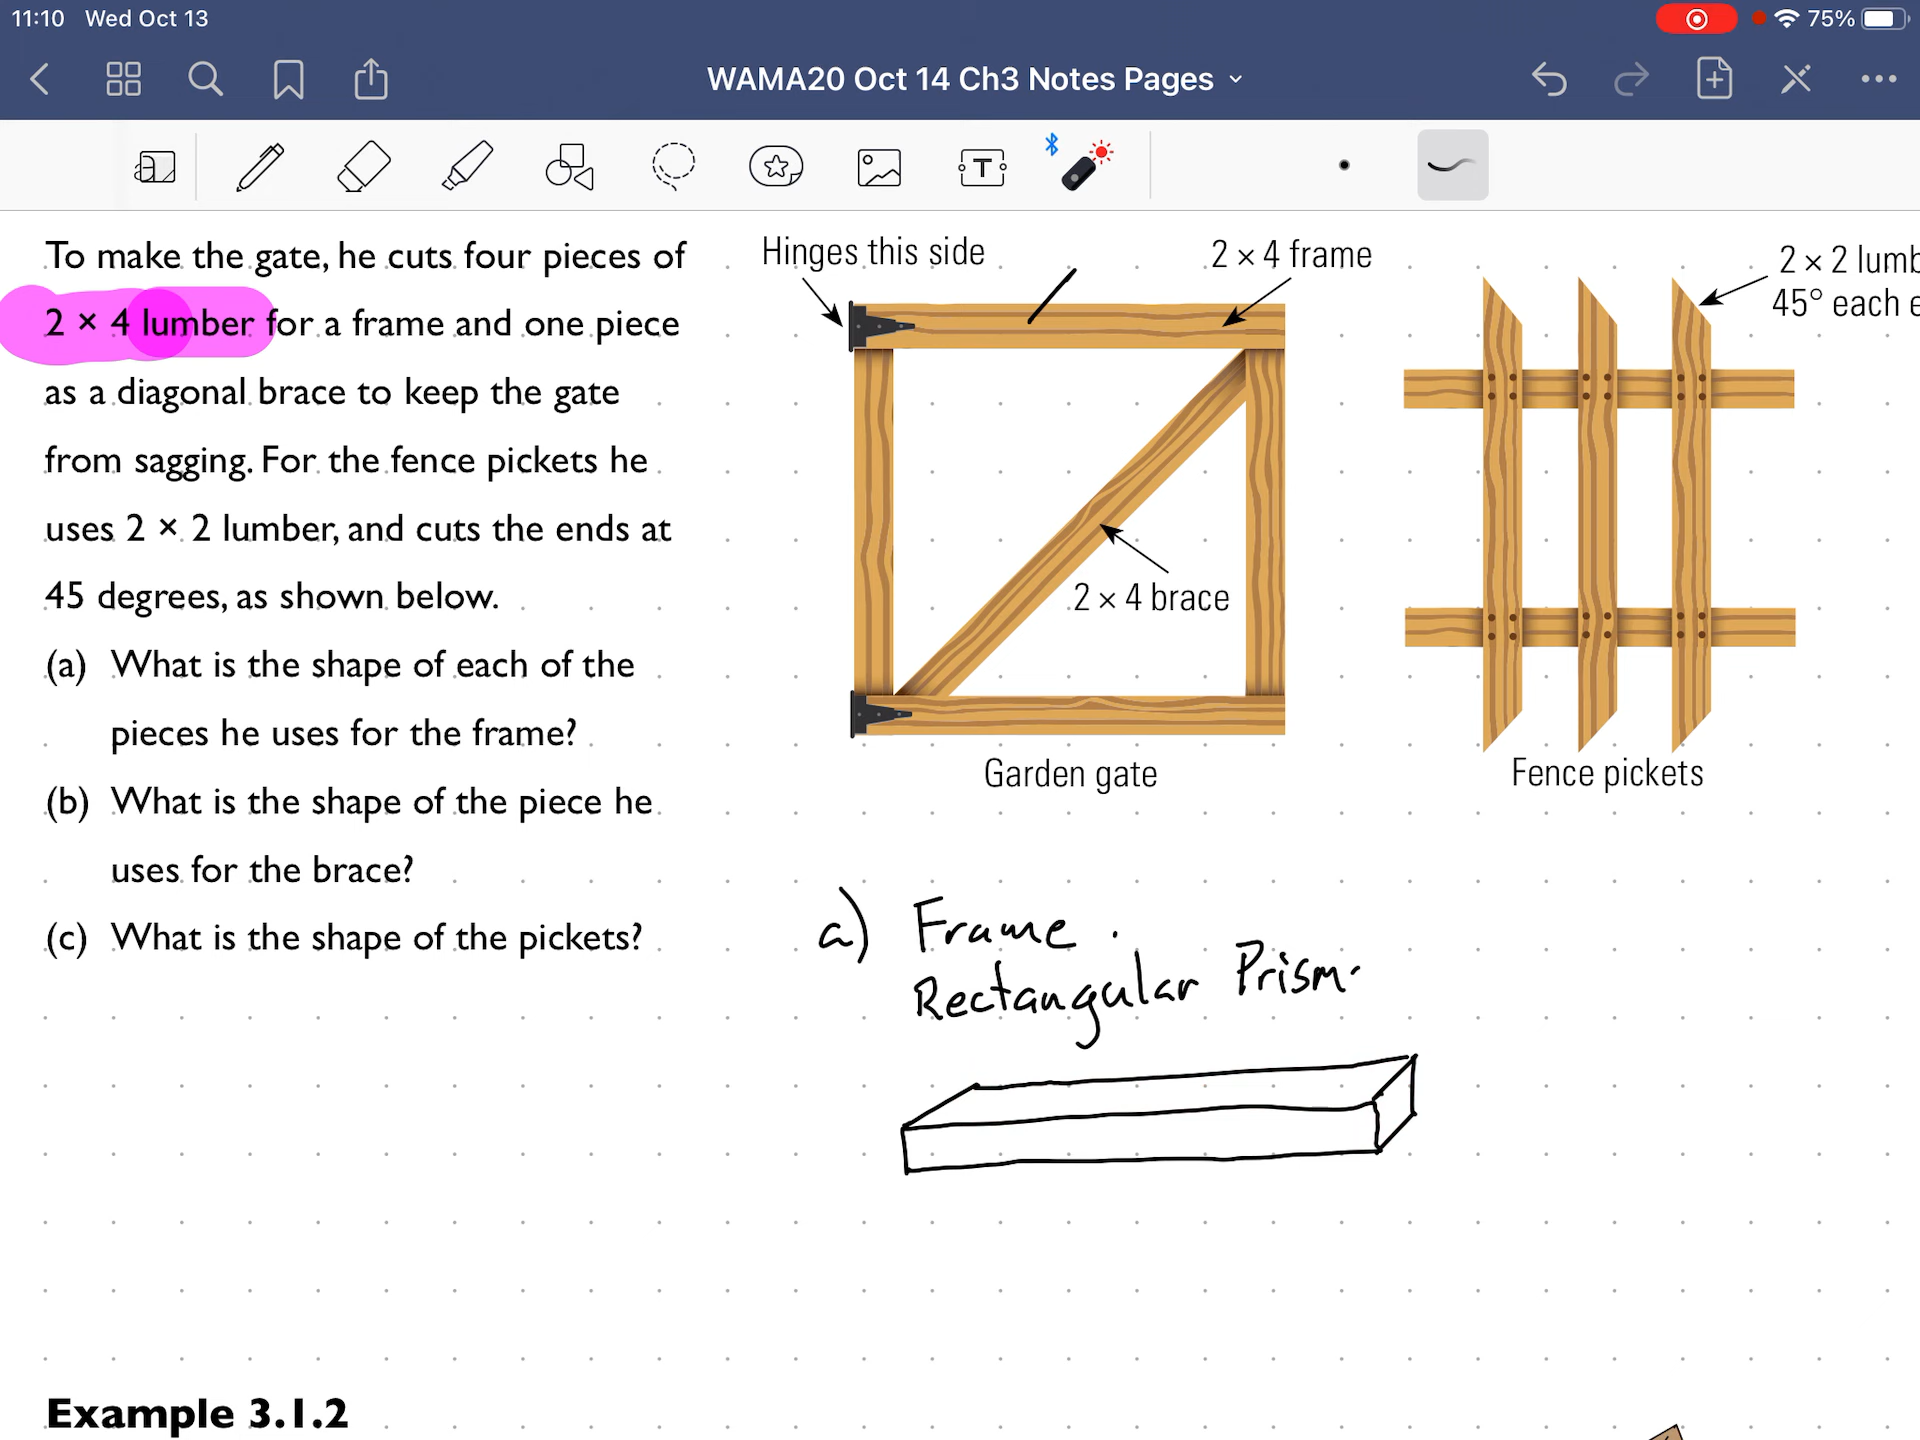 11:10 Wed Oct 13
75%
WAMA20 Oct 14 Ch3 Notes Pages
T
To make the gate, he cuts four pieces of
2 × 4 lumber for a frame and one piece
as a diagonal brace to keep the gate
from sagging. For the fence pickets he
uses 2 × 2 lumber, and cuts the ends at
45 degrees, as shown below.
(a) What is the shape of each of the
pieces he uses for the frame?
(b) What is the shape of the piece he
uses for the brace?
(c) What is the shape of the pickets?
Hinges this side
2 × 4 frame
2 × 4 brace
Garden gate
2 × 2 lumb
45° each e
Fence pickets
a) Frame.
Rectangular Prism.
Example 3.1.2